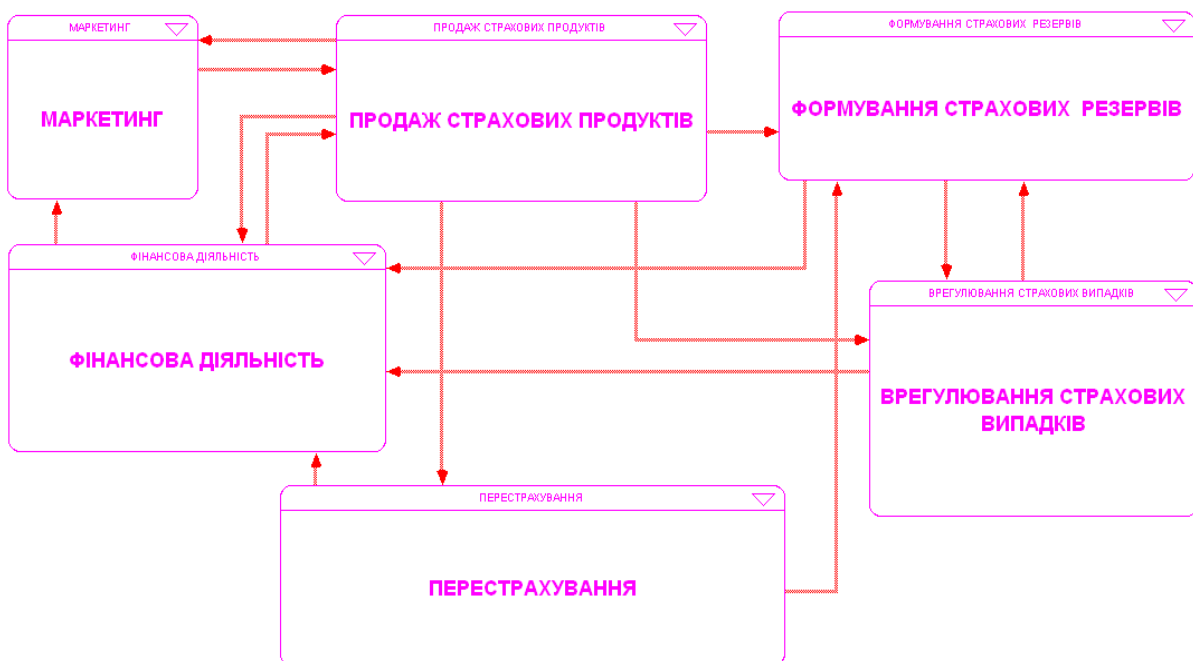 МАРКЕТИНГ
МАРКЕТИНГ
ПРОДАЖ СТРАХОВИХ ПРОДУКТІВ
ПРОДАЖ СТРАХОВИХ ПРОДУКТІВ
ФОРМУВАННЯ СТРАХОВИХ РЕЗЕРВІВ
ФОРМУВАННЯ СТРАХОВИХ РЕЗЕРВІВ
ФІНАНСОВА ДІЯЛЬНІСТЬ
ФІНАНСОВА ДІЯЛЬНІСТЬ
ВРЕГУЛЮВАННЯ СТРАХОВИХ ВИПАДКІВ
ВРЕГУЛЮВАННЯ СТРАХОВИХ
ВИПАДКІВ
ПЕРЕСТРАХУВАННЯ
ПЕРЕСТРАХУВАННЯ